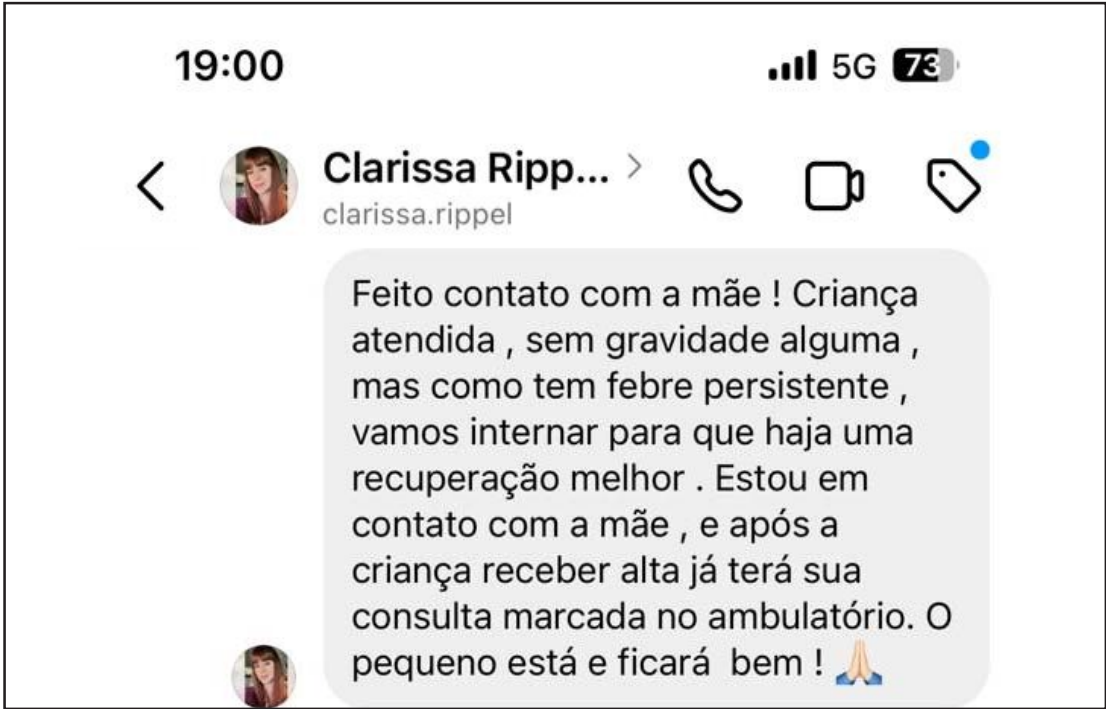 19:00
5G 73
Clarissa Ripp... >
clarissa.rippel
Feito contato com a mãe ! Criança
atendida , sem gravidade alguma ,
mas como tem febre persistente ,
vamos internar para que haja uma
recuperação melhor . Estou em
contato com a mãe , e após a
criança receber alta já terá sua
consulta marcada no ambulatório. O
pequeno está e ficará  bem ! 🙏🏻